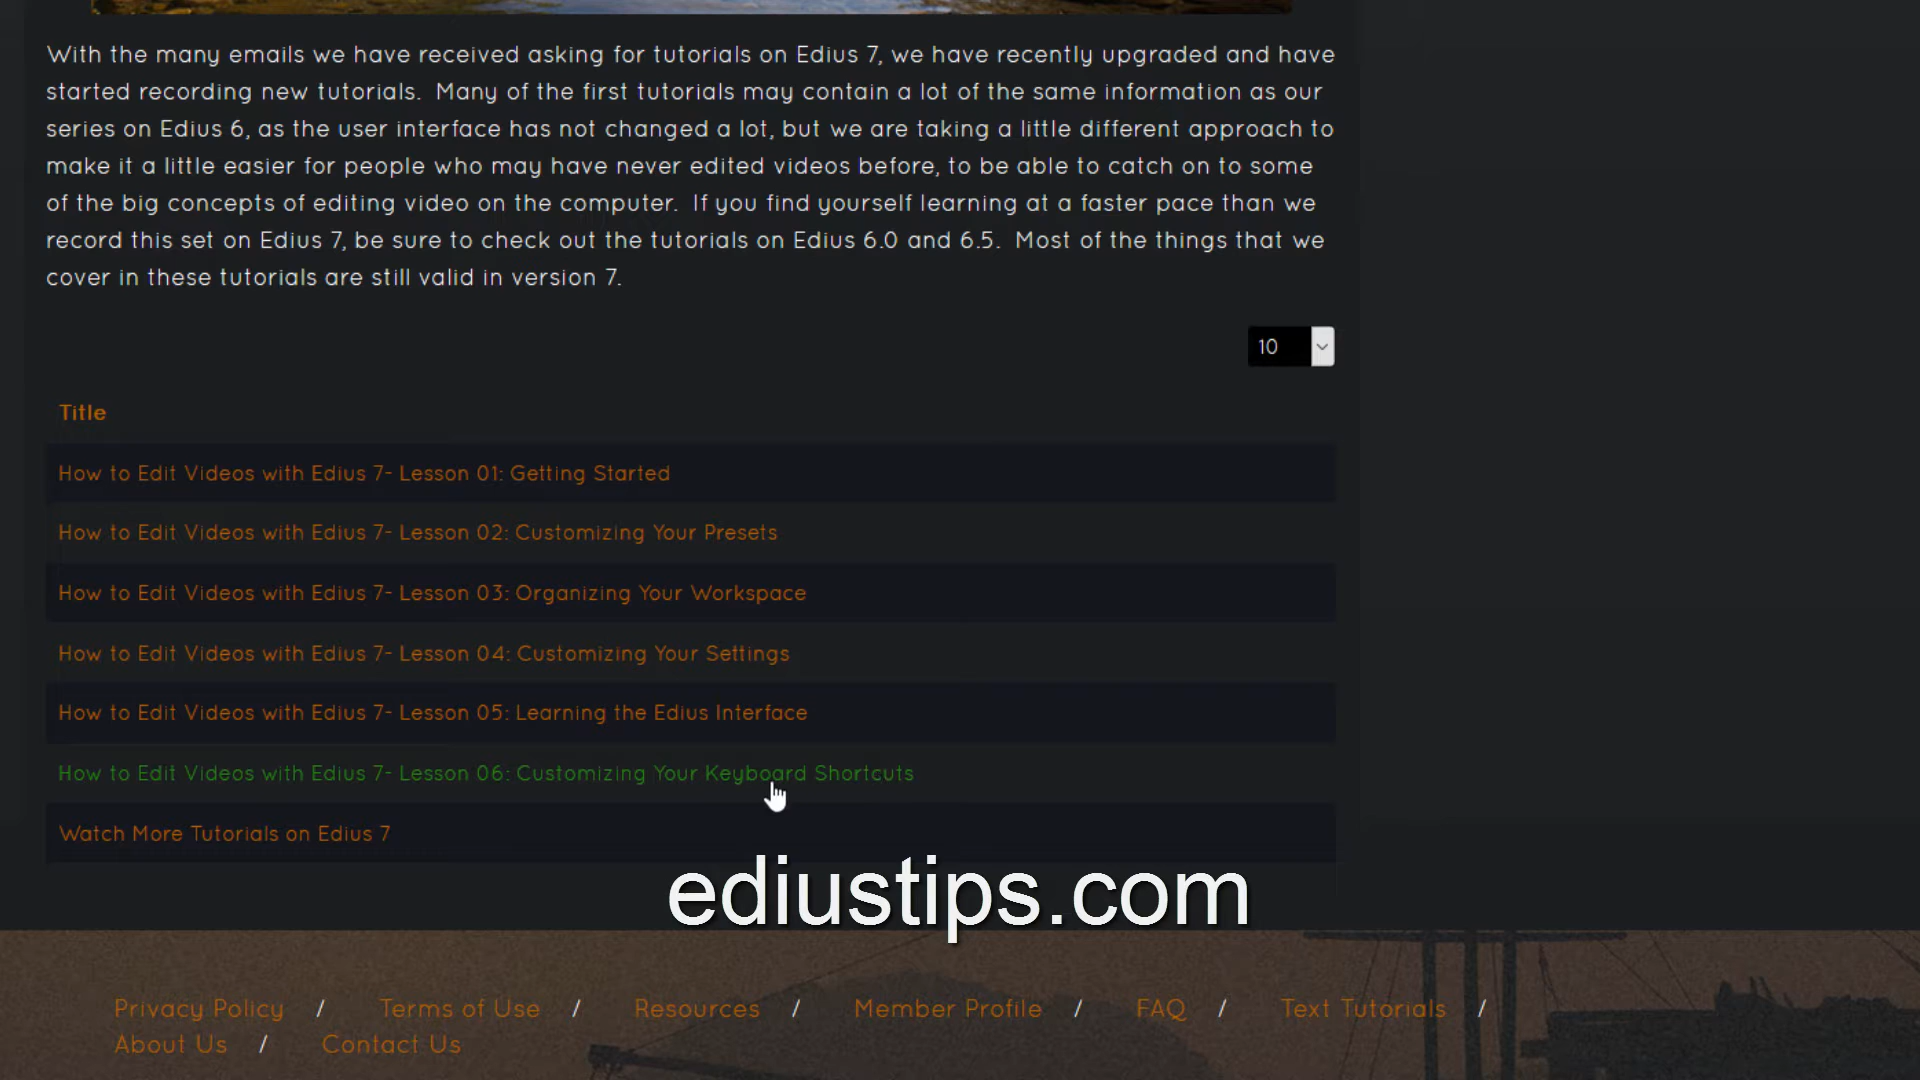 With the many emails we have received asking for tutorials on Edius 7, we have recently upgraded and have
started recording new tutorials.  Many of the first tutorials may contain a lot of the same information as our
series on Edius 6, as the user interface has not changed a lot, but we are taking a little different approach to
make it a little easier for people who may have never edited videos before, to be able to catch on to some
of the big concepts of editing video on the computer.  If you find yourself learning at a faster pace than we
record this set on Edius 7, be sure to check out the tutorials on Edius 6.0 and 6.5.  Most of the things that we
cover in these tutorials are still valid in version 7.
10
Title
How to Edit Videos with Edius 7- Lesson 01: Getting Started
How to Edit Videos with Edius 7- Lesson 02: Customizing Your Presets
How to Edit Videos with Edius 7- Lesson 03: Organizing Your Workspace
How to Edit Videos with Edius 7- Lesson 04: Customizing Your Settings
How to Edit Videos with Edius 7- Lesson 05: Learning the Edius Interface
How to Edit Videos with Edius 7- Lesson 06: Customizing Your Keyboard Shortcuts
Watch More Tutorials on Edius 7
ediustips.com
Privacy Policy / Terms of Use / Resources / Member Profile / FAQ / Text Tutorials /
About Us / Contact Us